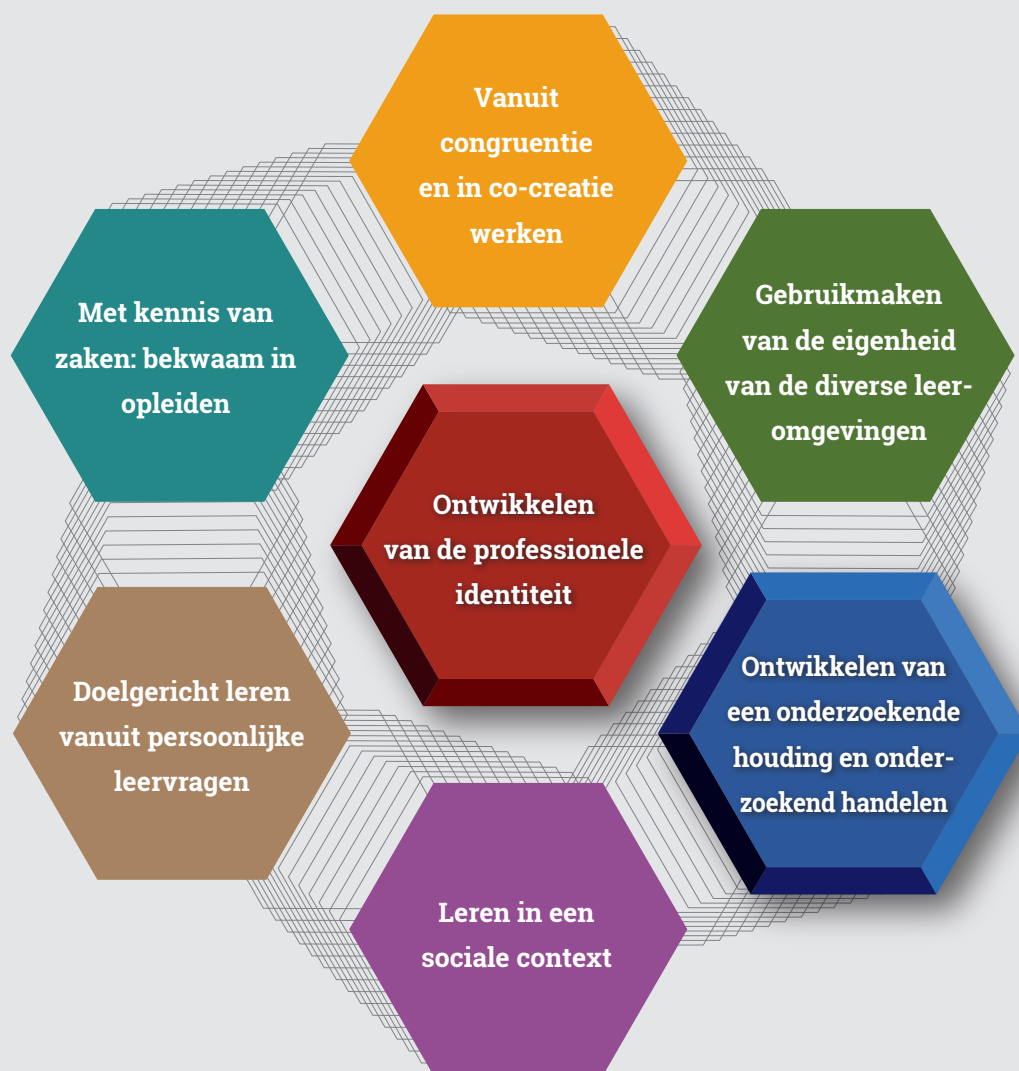 Vanuit
congruentie
en in co-creatie
werken
Met kennis van
zaken: bekwaam in
opleiden
Gebruikmaken
van de eigenheid
van de diverse leer-
omgevingen
Ontwikkelen
van de professionele
identiteit
Doelgericht leren
vanuit persoonlijke
leervragen
Ontwikkelen van
een onderzoekende
houding en onder-
zoekend handelen
Leren in een
sociale context